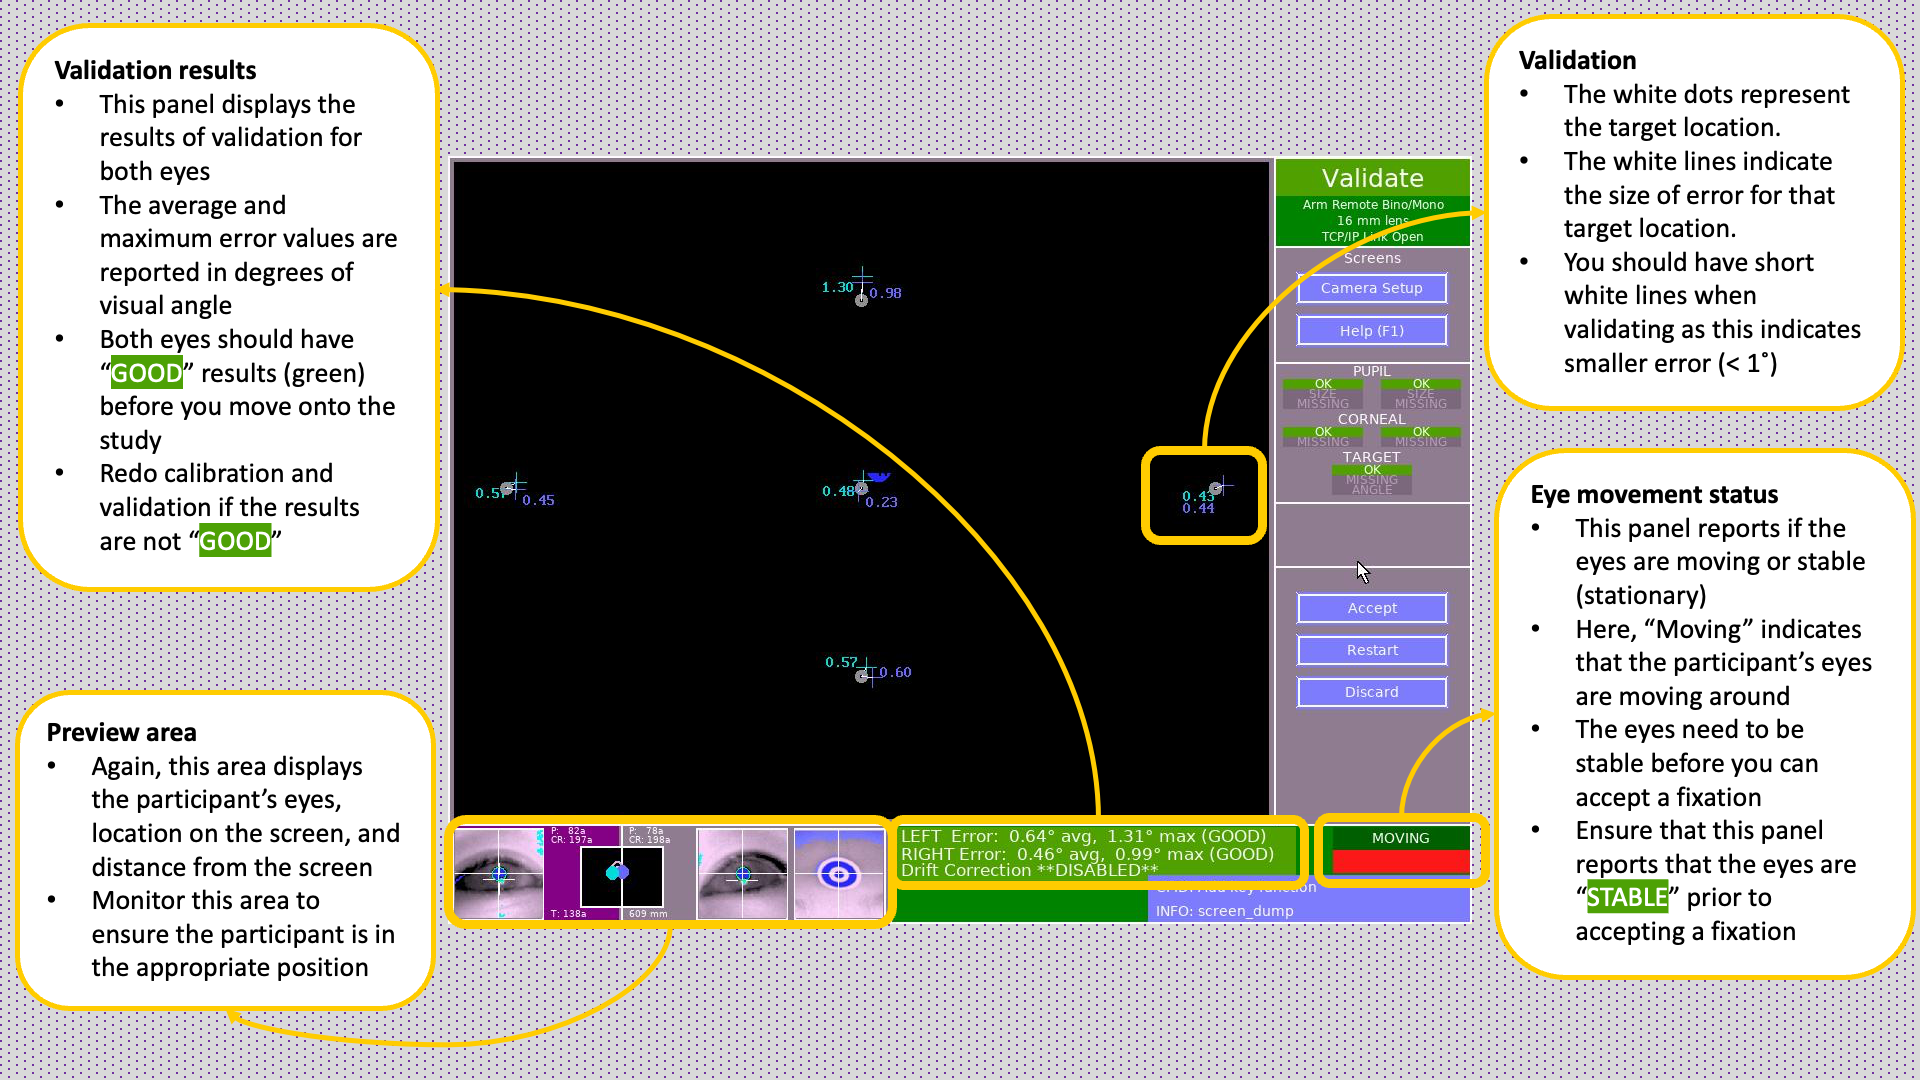 Validation results
• This panel displays the
results of validation for
both eyes
• The average and
maximum error values are
reported in degrees of
visual angle
• Both eyes should have
“GOOD” results (green)
before you move onto the
study
• Redo calibration and
validation if the results
are not “GOOD”
Preview area
• Again, this area displays
the participant’s eyes,
location on the screen, and
distance from the screen
• Monitor this area to
ensure the participant is in
the appropriate position
1.30
0.98
0.45
0.48
0.23
0.43
0.44
0.57
0.60
P: 82a
CR: 197a
P: 78a
CR: 198a
T: 138a
609 mm
LEFT Error: 0.64° avg, 1.31° max (GOOD)
RIGHT Error: 0.46° avg, 0.99° max (GOOD)
Drift Correction **DISABLED**
key function
INFO: screen_dump
MOVING
Validate
Arm Remote Bino/Mono
16 mm lens
TCP/IP Link Open
Screens
Camera Setup
Help (F1)
PUPIL
OK OK
SIZE SIZE
MISSING MISSING
CORNEAL
OK OK
MISSING MISSING
TARGET
OK
MISSING
ANGLE
Accept
Restart
Discard
Validation
• The white dots represent
the target location.
• The white lines indicate
the size of error for that
target location.
• You should have short
white lines when
validating as this indicates
smaller error (< 1˚)
Eye movement status
• This panel reports if the
eyes are moving or stable
(stationary)
• Here, “Moving” indicates
that the participant’s eyes
are moving around
• The eyes need to be
stable before you can
accept a fixation
• Ensure that this panel
reports that the eyes are
“STABLE” prior to
accepting a fixation